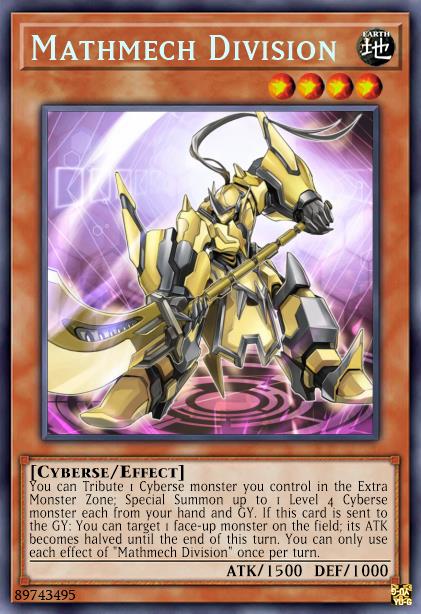 MATHMECH DIVISION
EARTH
地
[CYBERSE/EFFECT]
You can Tribute 1 Cyberse monster you control in the Extra
Monster Zone; Special Summon up to 1 Level 4 Cyberse
monster each from your hand and GY. If this card is sent to
the GY: You can target 1 face-up monster on the field; its ATK
becomes halved until the end of this turn. You can only use
each effect of "Mathmech Division" once per turn.
ATK/1500 DEF/1000
89743495